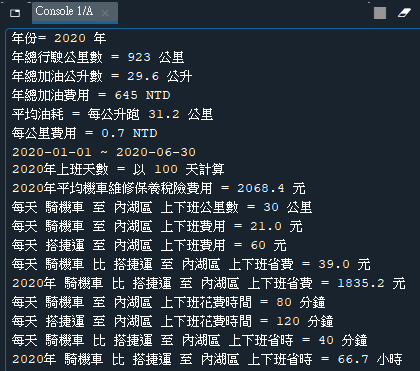 Console 1/A
年份= 2020 年
年總行駛公里數 = 923 公里
年總加油公升數 = 29.6 公升
年總加油費用 = 645 NTD
平均油耗 = 每公升跑 31.2 公里
每公里費用 = 0.7 NTD
2020-01-01 ~ 2020-06-30
2020年上班天數 = 以 100 天計算
2020年平均機車維修保養稅險費用 = 2068.4 元
每天 騎機車 至 內湖區 上下班公里數 = 30 公里
每天 騎機車 至 內湖區 上下班費用 = 21.0 元
每天 搭捷運 至 內湖區 上下班費用 = 60 元
每天 騎機車 比 搭捷運 至 內湖區 上下班省費 = 39.0 元
2020年 騎機車 比 搭捷運 至 內湖區 上下班省費 = 1835.2 元
每天 騎機車 至 內湖區 上下班花費時間 = 80 分鐘
每天 搭捷運 至 內湖區 上下班花費時間 = 120 分鐘
每天 騎機車 比 搭捷運 至 內湖區 上下班省時 = 40 分鐘
2020年 騎機車 比 搭捷運 至 內湖區 上下班省時 = 66.7 小時